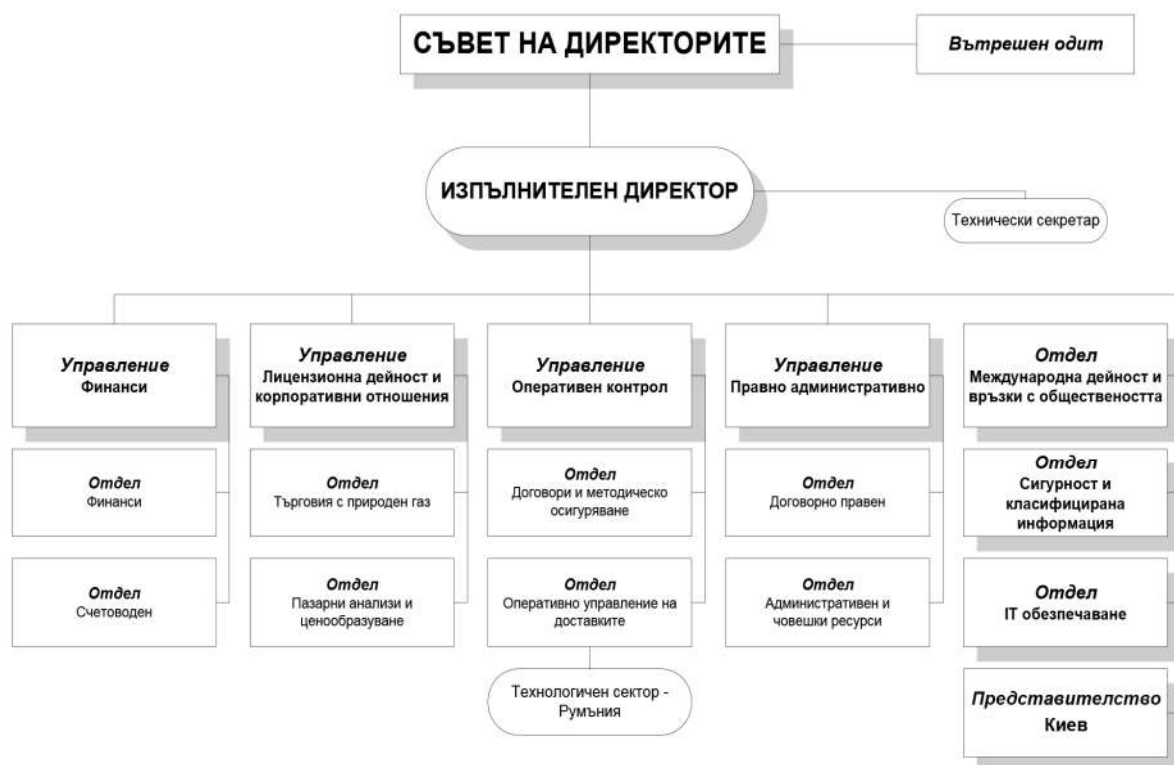 СЪВЕТ НА ДИРЕКТОРИТЕ
Вътрешен одит
ИЗПЪЛНИТЕЛЕН ДИРЕКТОР
Технически секретар
Управление
Финанси
Управление
Лицензионна дейност и
корпоративни отношения
Управление
Оперативен контрол
Управление
Правно административно
Отдел
Международна дейност и
връзки с обществеността
Отдел
Финанси
Отдел
Търговия с природен газ
Отдел
Договори и методическо
осигуряване
Отдел
Договорно правен
Отдел
Сигурност и
класифицирана
информация
Отдел
Счетоводен
Отдел
Пазарни анализи и
ценообразуване
Отдел
Оперативно управление на
доставките
Отдел
Административен и
човешки ресурси
Отдел
IT обезпечаване
Технологичен сектор -
Румъния
Представителство
Киев